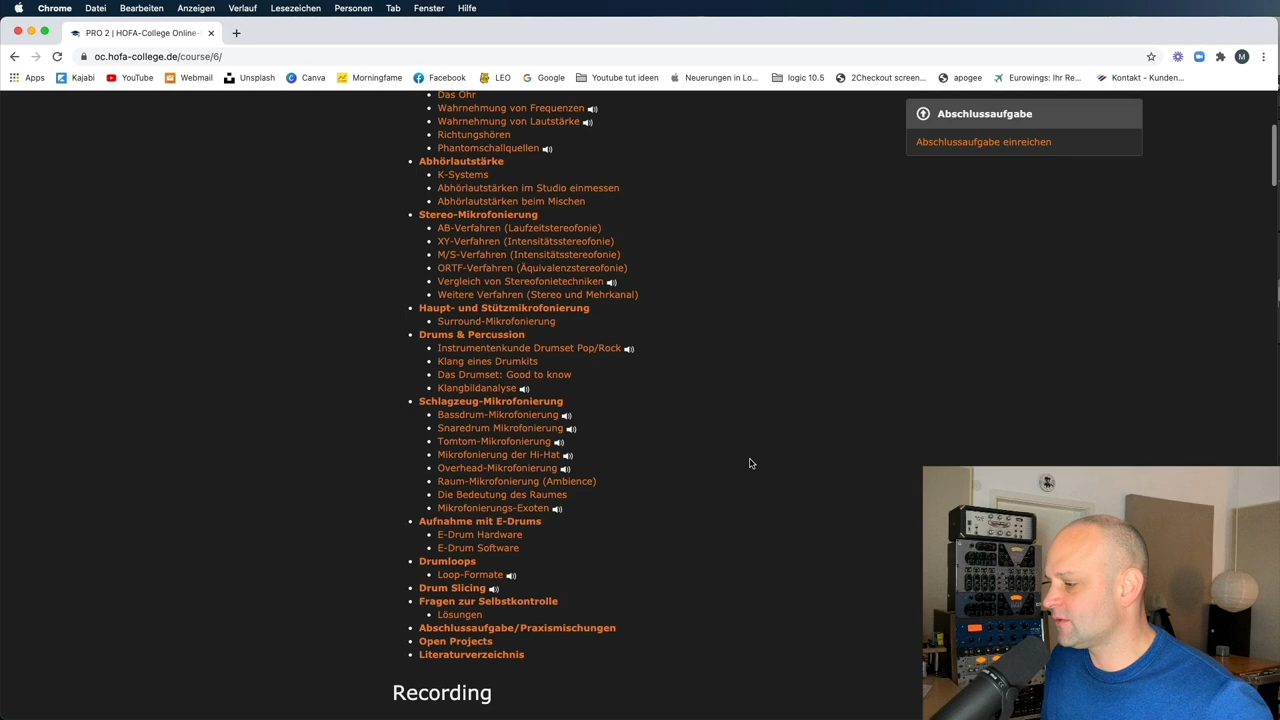 Chrome Datei Bearbeiten Anzeigen Verlauf Lesezeichen Personen Tab Fenster Hilfe
PRO 2 | HOFA-College Online-
oc.hofa-college.de/course/6/
M
Apps Kajabi YouTube Webmail Unsplash Canva Morningfame Facebook LEO Google Youtube tut ideen Neuerungen in Lo... logic 10.5 2Checkout screen... apogee Eurowings: Ihr Re... Kontakt - Kunden...
Das Ohr
Wahrnehmung von Frequenzen
Wahrnehmung von Lautstärke
Richtungshören
Phantomschallquellen
Abhörlautstärke
K-Systems
Abhörlautstärken im Studio einmessen
Abhörlautstärken beim Mischen
Stereo-Mikrofonierung
AB-Verfahren (Laufzeitstereofonie)
XY-Verfahren (Intensitätsstereofonie)
M/S-Verfahren (Intensitätsstereofonie)
ORTF-Verfahren (Äquivalenzstereofonie)
Vergleich von Stereofonietechniken
Weitere Verfahren (Stereo und Mehrkanal)
Haupt- und Stützmikrofonierung
Surround-Mikrofonierung
Drums & Percussion
Instrumentenkunde Drumset Pop/Rock
Klang eines Drumkits
Das Drumset: Good to know
Klangbildanalyse
Schlagzeug-Mikrofonierung
Bassdrum-Mikrofonierung
Snaredrum Mikrofonierung
Tomtom-Mikrofonierung
Mikrofonierung der Hi-Hat
Overhead-Mikrofonierung
Raum-Mikrofonierung (Ambience)
Die Bedeutung des Raumes
Mikrofonierungs-Exoten
Aufnahme mit E-Drums
E-Drum Hardware
E-Drum Software
Drumloops
Loop-Formate
Drum Slicing
Fragen zur Selbstkontrolle
Lösungen
Abschlussaufgabe/Praxismischungen
Open Projects
Literaturverzeichnis
Recording
Abschlussaufgabe
Abschlussaufgabe einreichen